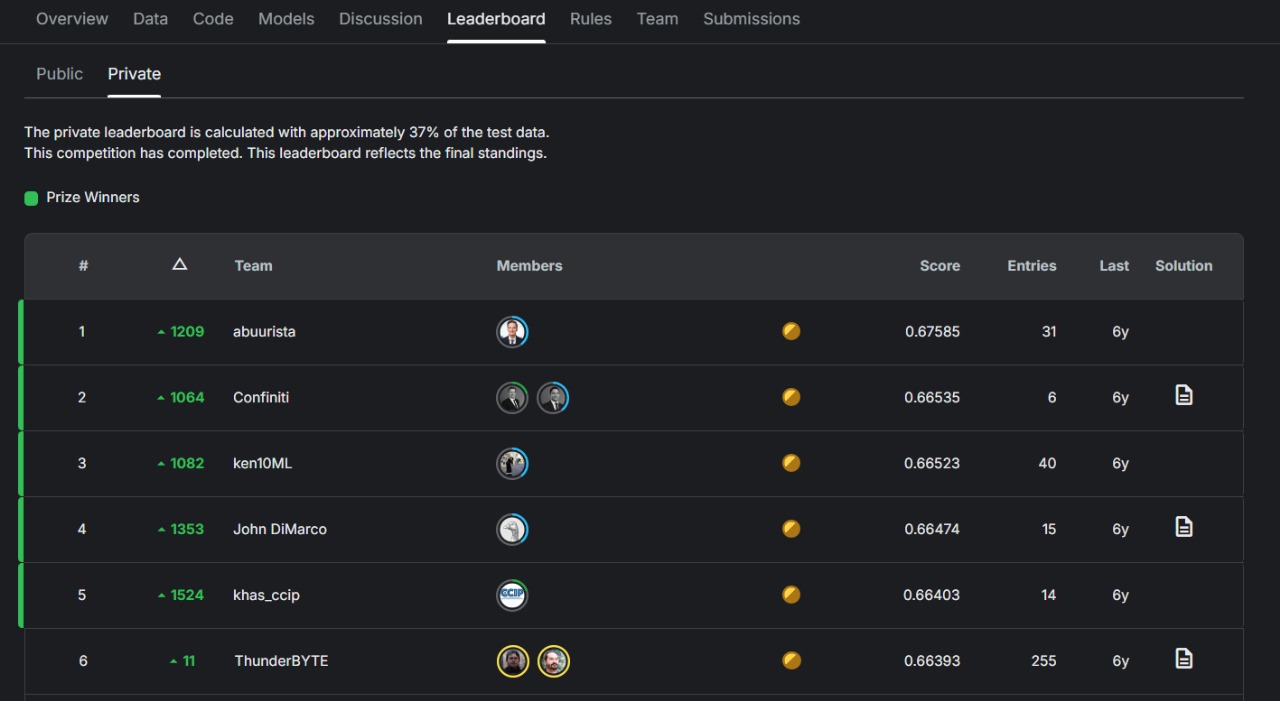 Overview Data Code Models Discussion Leaderboard Rules Team Submissions
Public Private
The private leaderboard is calculated with approximately 37% of the test data.
This competition has completed. This leaderboard reflects the final standings.
Prize Winners
# △ Team Members Score Entries Last Solution
1 1209 abuurista 0.67585 31 6y
2 1064 Confiniti 0.66535 6 6y
3 1082 ken10ML 0.66523 40 6y
4 1353 John DiMarco 0.66474 15 6y
5 1524 khas_ccip CCIP 0.66403 14 6y
6 11 ThunderBYTE 0.66393 255 6y